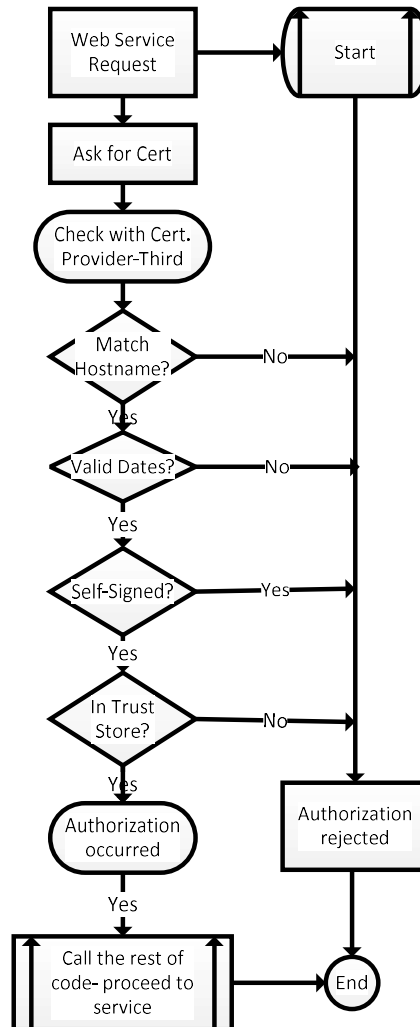 Web Service
Request
Start
Ask for Cert
Check with Cert.
Provider-Third
Match
Hostname?
No
Yes
Valid Dates?
No
Yes
Self-Signed?
Yes
Yes
In Trust
Store?
No
Yes
Authorization
occurred
Authorization
rejected
Yes
Call the rest of
code- proceed to
service
End